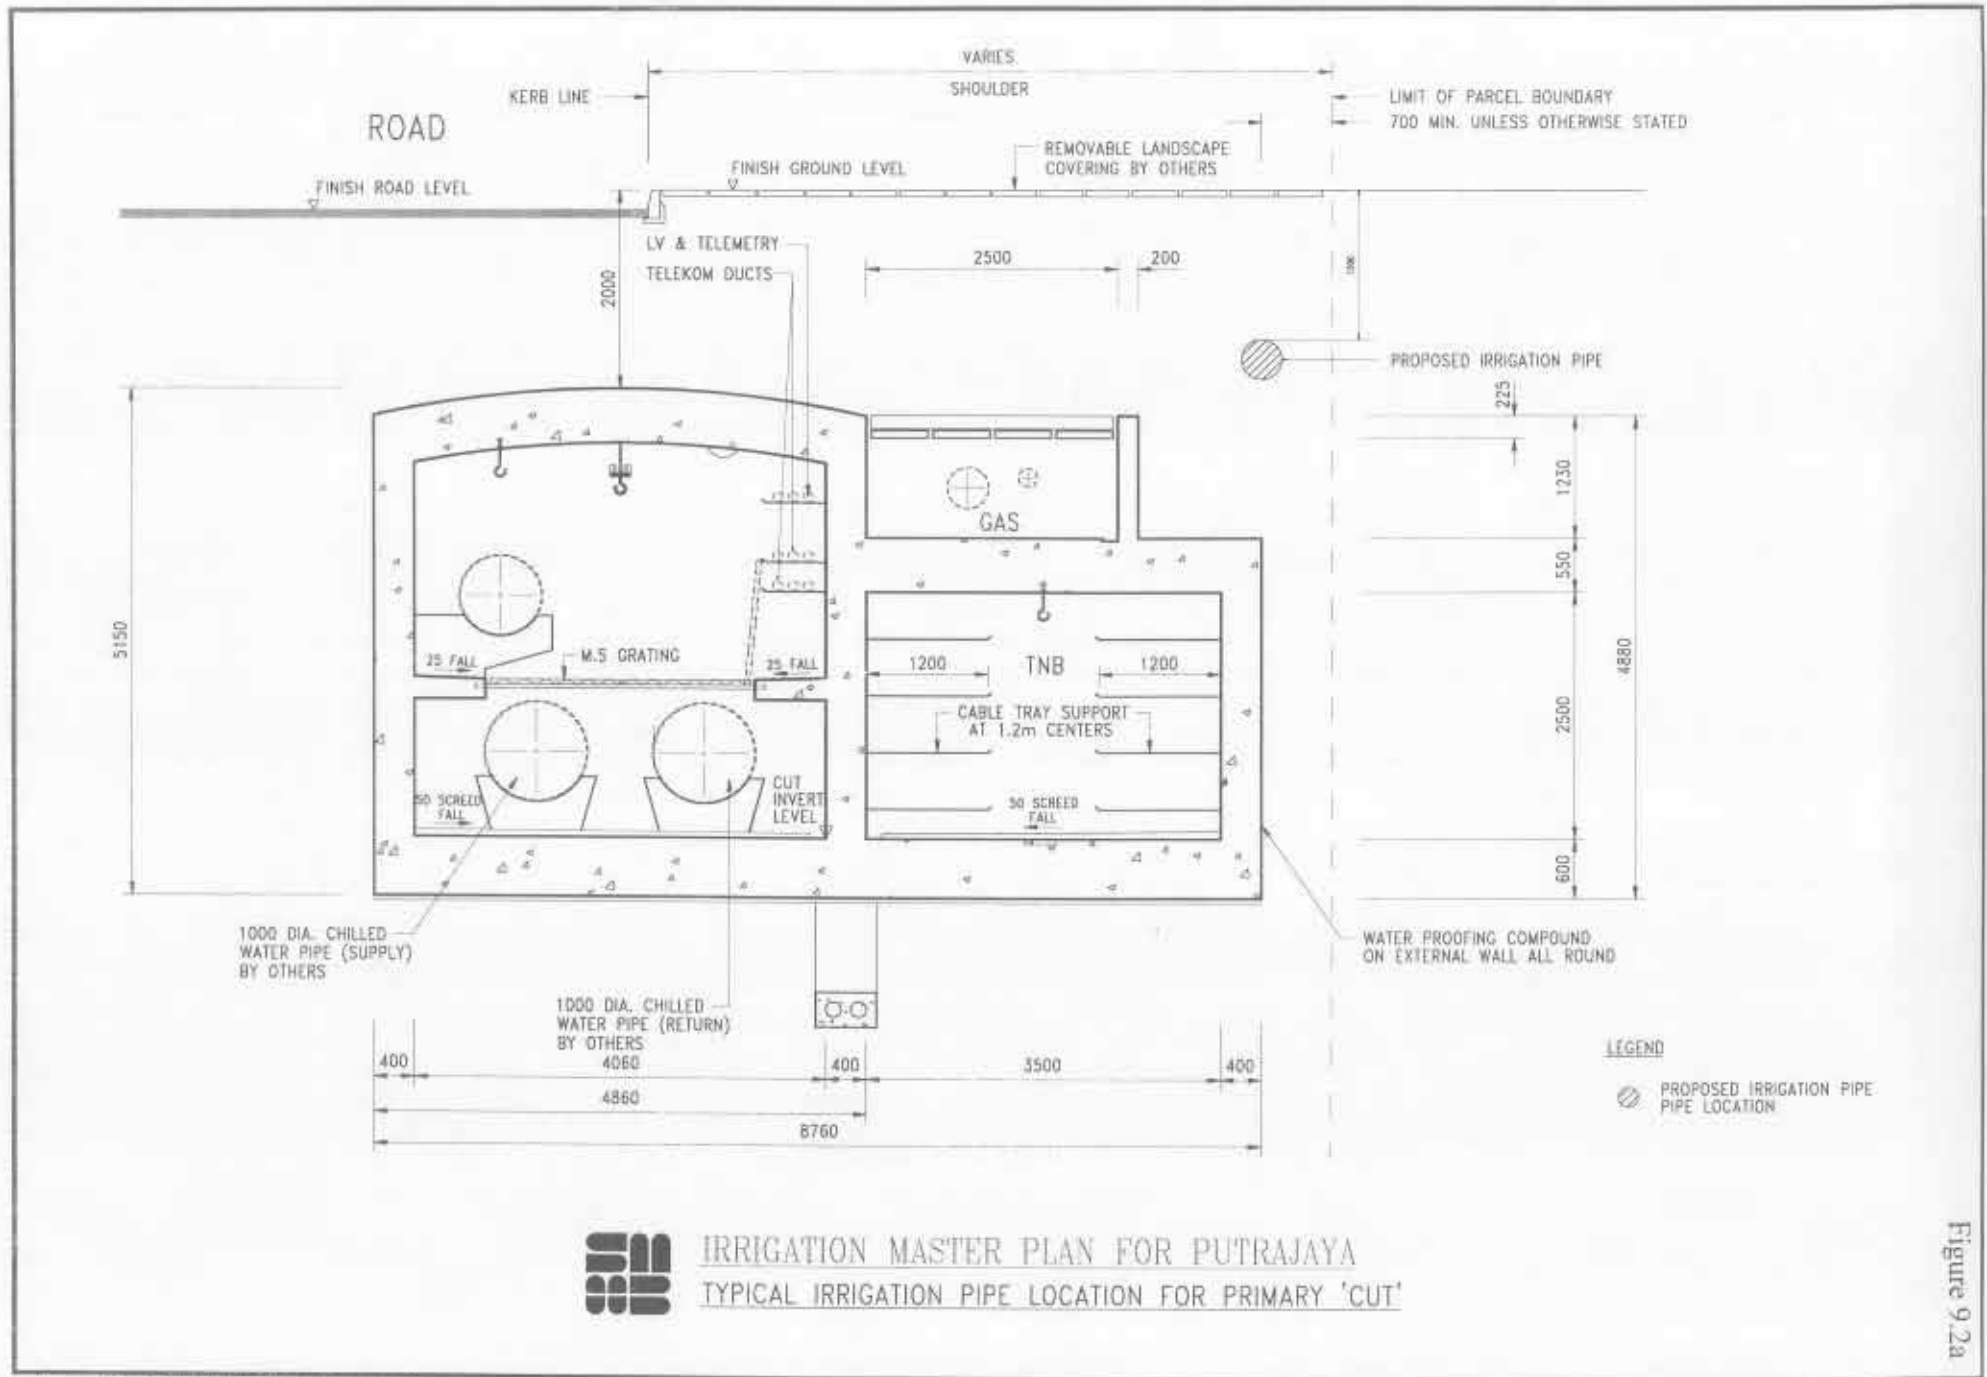 VARIES
SHOULDER
KERB LINE
LIMIT OF PARCEL BOUNDARY
700 MIN. UNLESS OTHERWISE STATED
ROAD
REMOVABLE LANDSCAPE
COVERING BY OTHERS
FINISH GROUND LEVEL
FINISH ROAD LEVEL
LV & TELEMETRY
TELEKOM DUCTS
2000
2500
200
PROPOSED IRRIGATION PIPE
225
1230
550
2500
600
4880
5150
GAS
25 FALL
M.S GRATING
25 FALL
1200
TNB
1200
CABLE TRAY SUPPORT
AT 1.2m CENTERS
CUT
INVERT
LEVEL
50 SCREED
FALL
50 SCREED
FALL
1000 DIA. CHILLED
WATER PIPE (SUPPLY)
BY OTHERS
WATER PROOFING COMPOUND
ON EXTERNAL WALL ALL ROUND
1000 DIA. CHILLED
WATER PIPE (RETURN)
BY OTHERS
400
4060
400
3500
400
4860
8760
LEGEND
PROPOSED IRRIGATION PIPE
PIPE LOCATION
IRRIGATION MASTER PLAN FOR PUTRAJAYA
TYPICAL IRRIGATION PIPE LOCATION FOR PRIMARY 'CUT'
Figure 9.2a